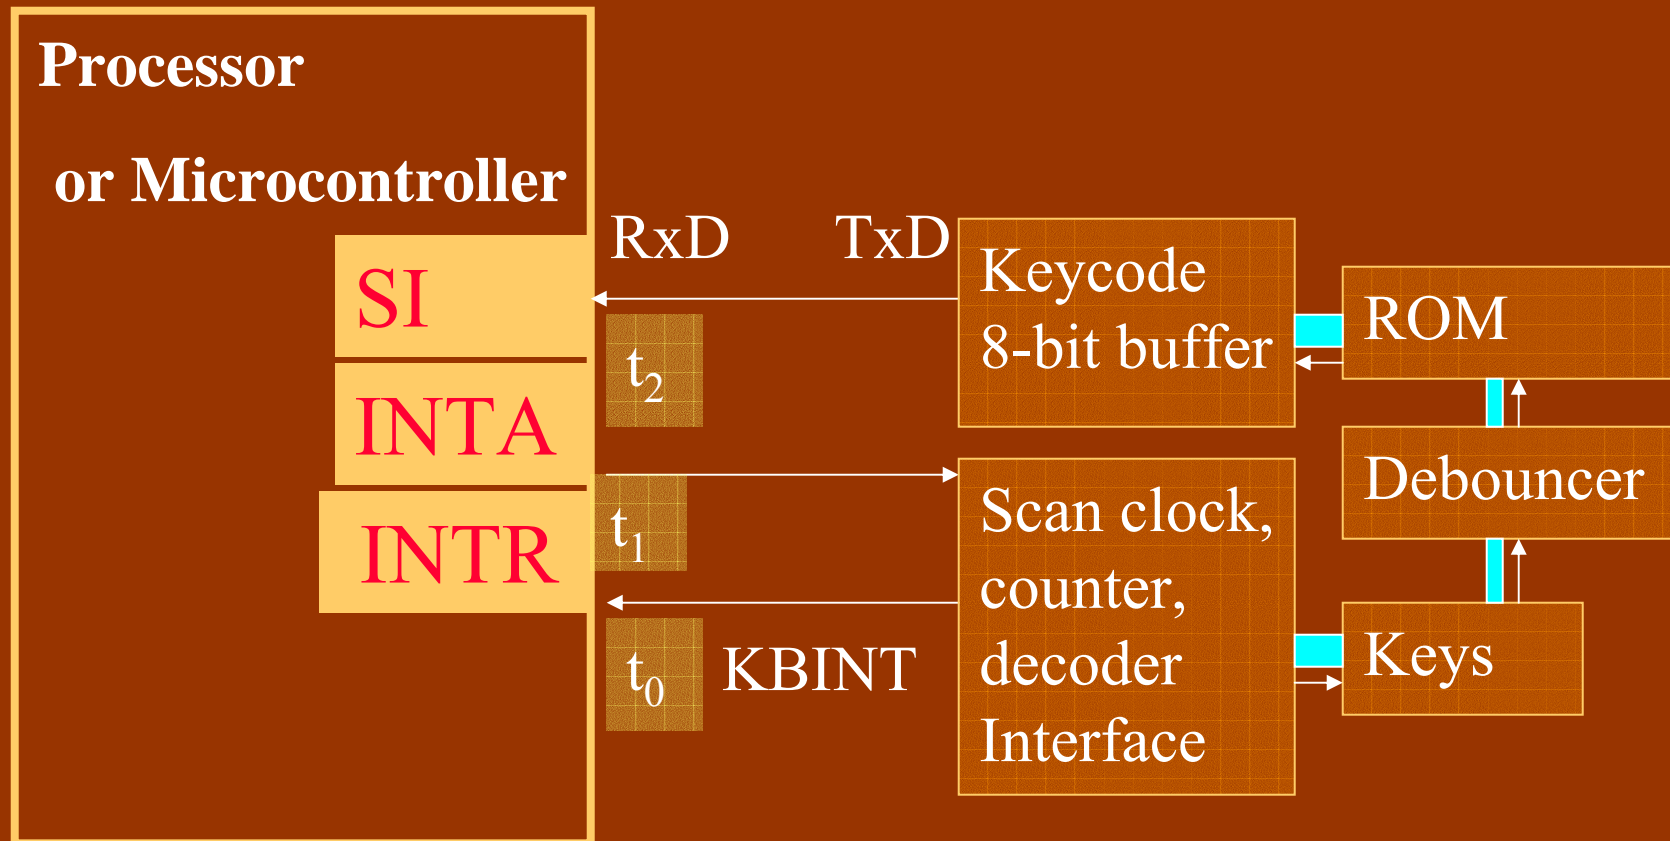 Processor
or Microcontroller
SI
INTA
INTR
RxD
TxD
t2
t1
t0
KBINT
Keycode
8-bit buffer
Scan clock,
counter,
decoder
Interface
ROM
Debouncer
Keys